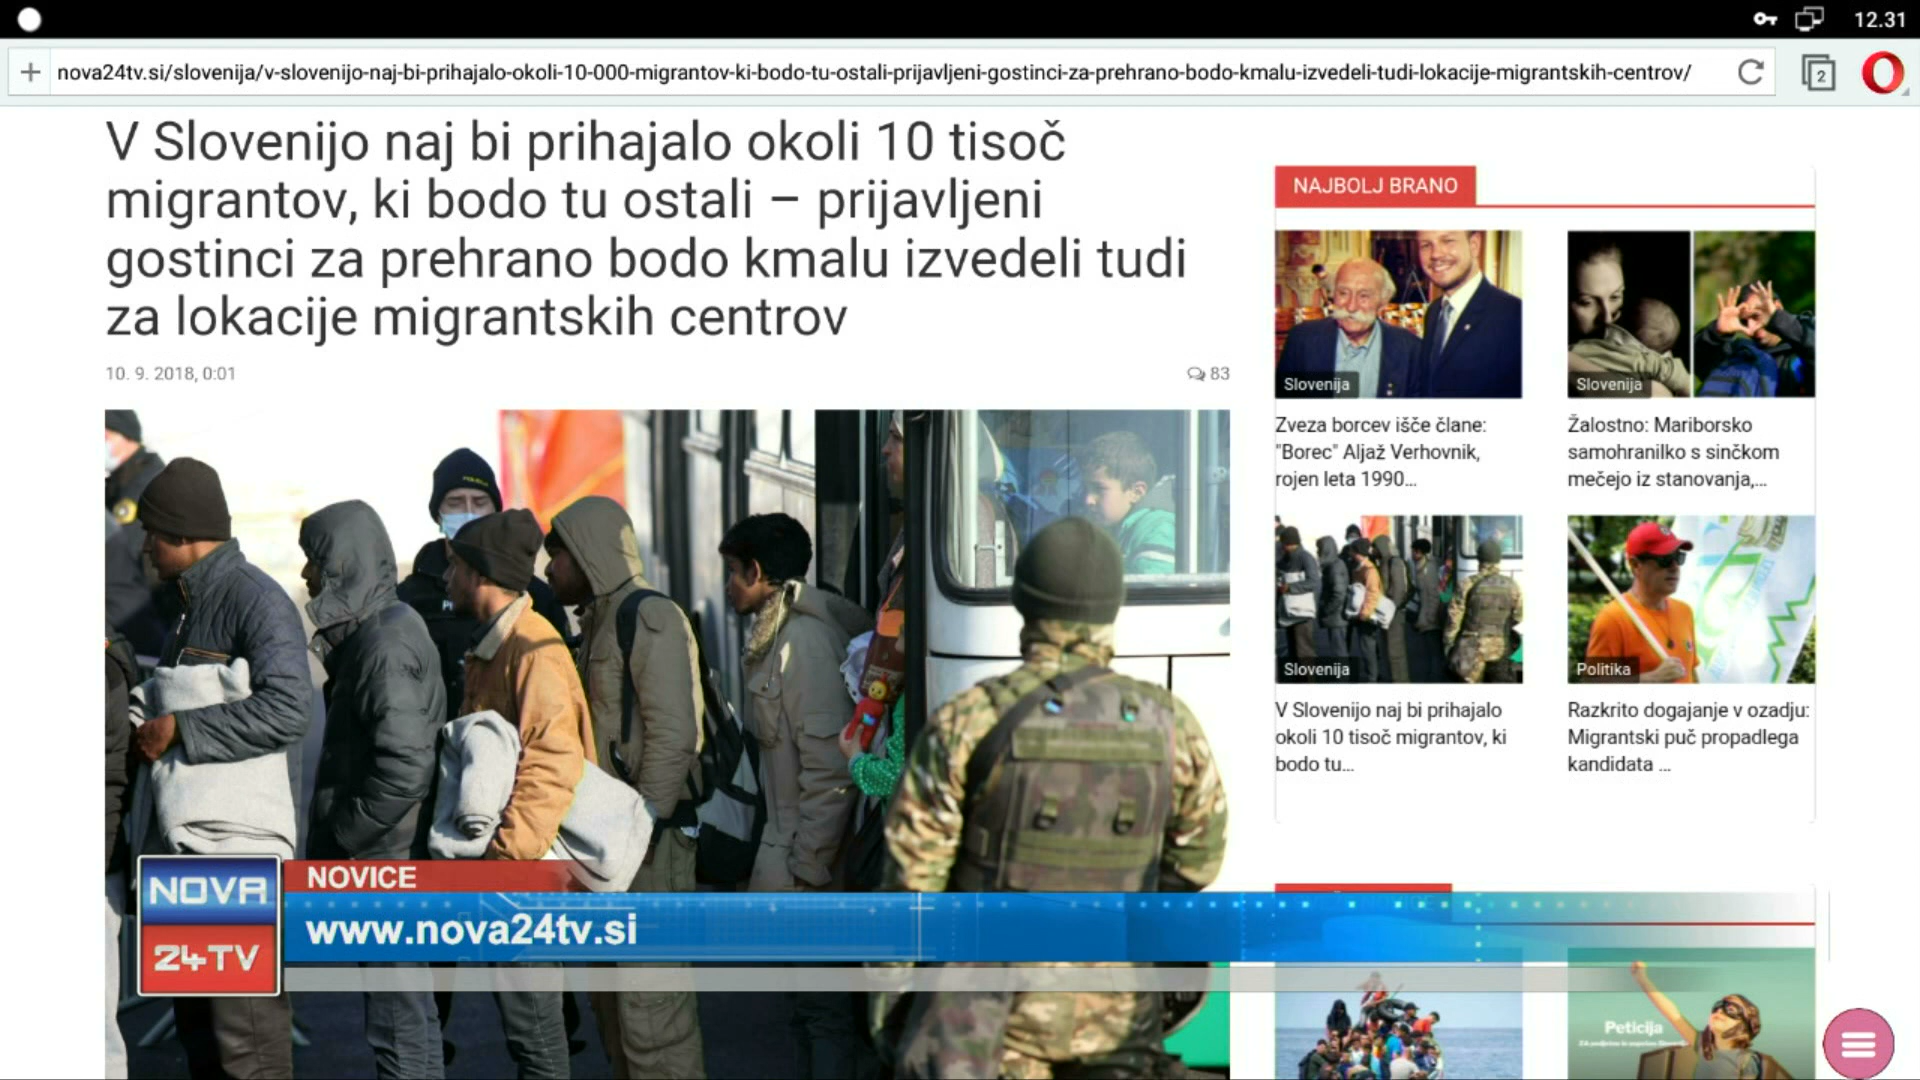 12.31
nova24tv.si/slovenija/v-slovenijo-naj-bi-prihajalo-okoli-10-000-migrantov-ki-bodo-tu-ostali-prijavljeni-gostinci-za-prehrano-bodo-kmalu-izvedeli-tudi-lokacije-migrantskih-centrov/
2
V Slovenijo naj bi prihajalo okoli 10 tisoč
migrantov, ki bodo tu ostali – prijavljeni
gostinci za prehrano bodo kmalu izvedeli tudi
za lokacije migrantskih centrov
10. 9. 2018, 0:01
83
NAJBOLJ BRANO
Slovenija
Zveza borcev išče člane:
"Borec" Aljaž Verhovnik,
rojen leta 1990...
Slovenija
Žalostno: Mariborsko
samohranilko s sinčkom
mečejo iz stanovanja,...
Slovenija
V Slovenijo naj bi prihajalo
okoli 10 tisoč migrantov, ki
bodo tu...
Politika
Razkrito dogajanje v ozadju:
Migrantski puč propadlega
kandidata ...
NOVA
24TV
NOVICE
www.nova24tv.si
Peticija